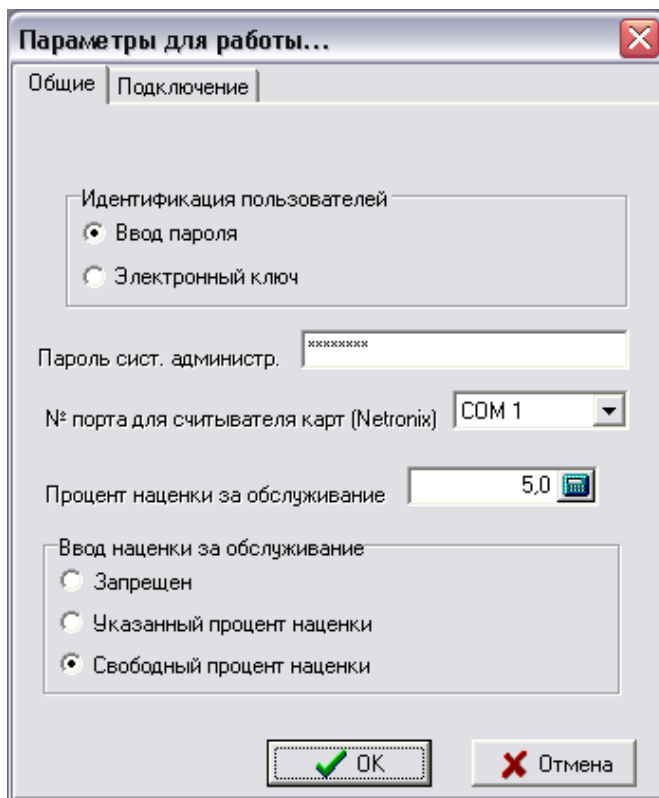 Параметры для работы...
Общие Подключение
Идентификация пользователей
Ввод пароля
Электронный ключ
Пароль сист. администр. ××××××××
№ порта для считывателя карт (Netronix) COM 1
Процент наценки за обслуживание 5,0
Ввод наценки за обслуживание
Запрещен
Указанный процент наценки
Свободный процент наценки
OK Отмена